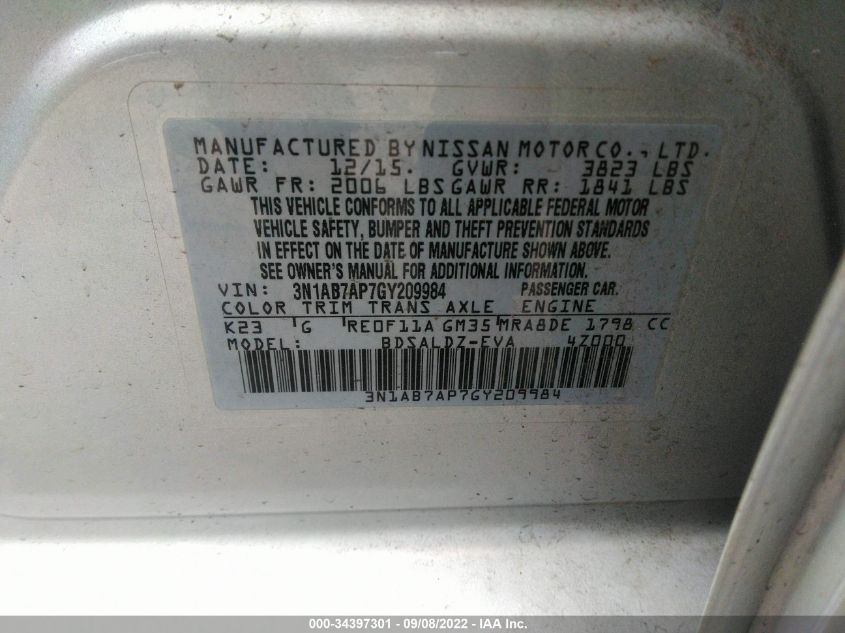 MANUFACTURED BY NISSAN MOTOR CO., LTD.
DATE: 12/15. GVWR: 3823 LBS
GAWR FR: 2006 LBS GAWR RR: 1841 LBS
THIS VEHICLE CONFORMS TO ALL APPLICABLE FEDERAL MOTOR
VEHICLE SAFETY, BUMPER AND THEFT PREVENTION STANDARDS
IN EFFECT ON THE DATE OF MANUFACTURE SHOWN ABOVE.
SEE OWNER'S MANUAL FOR ADDITIONAL INFORMATION.
VIN: 3N1AB7AP7GY209984 PASSENGER CAR.
COLOR TRIM TRANS AXLE ENGINE
K23 G RE0F11A GM35 MRA8DE 1798 CC
MODEL: BDSALDZ-EVA 4Z000
3N1AB7AP7GY209984
000-34397301 - 09/08/2022 - IAA Inc.